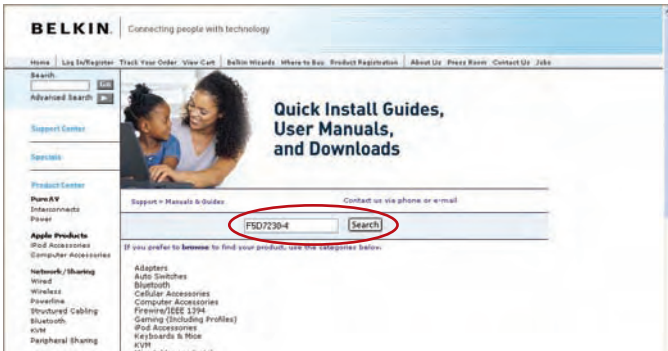 BELKIN. Connecting people with technology
Home | Log In/Register Track Your Order View Cart | Belkin Wizards Where to Buy Product Registration | About Us Press Room Contact Us Jobs
Search
Go
Advanced Search
Support Center
Specials
Product Center
PureAV
Interconnects
Power
Apple Products
iPod Accessories
Computer Accessories
Network/Sharing
Wired
Wireless
Powerline
Structured Cabling
Bluetooth
KVM
Peripheral Sharing
Quick Install Guides,
User Manuals,
and Downloads
Support > Manuals & Guides
Contact us via phone or e-mail
F5D7230-4 Search
If you prefer to browse to find your product, use the categories below.
Adapters
Auto Switches
Bluetooth
Cellular Accessories
Computer Accessories
Firewire/IEEE 1394
Gaming (Including Profiles)
iPod Accessories
Keyboards & Mice
KVM